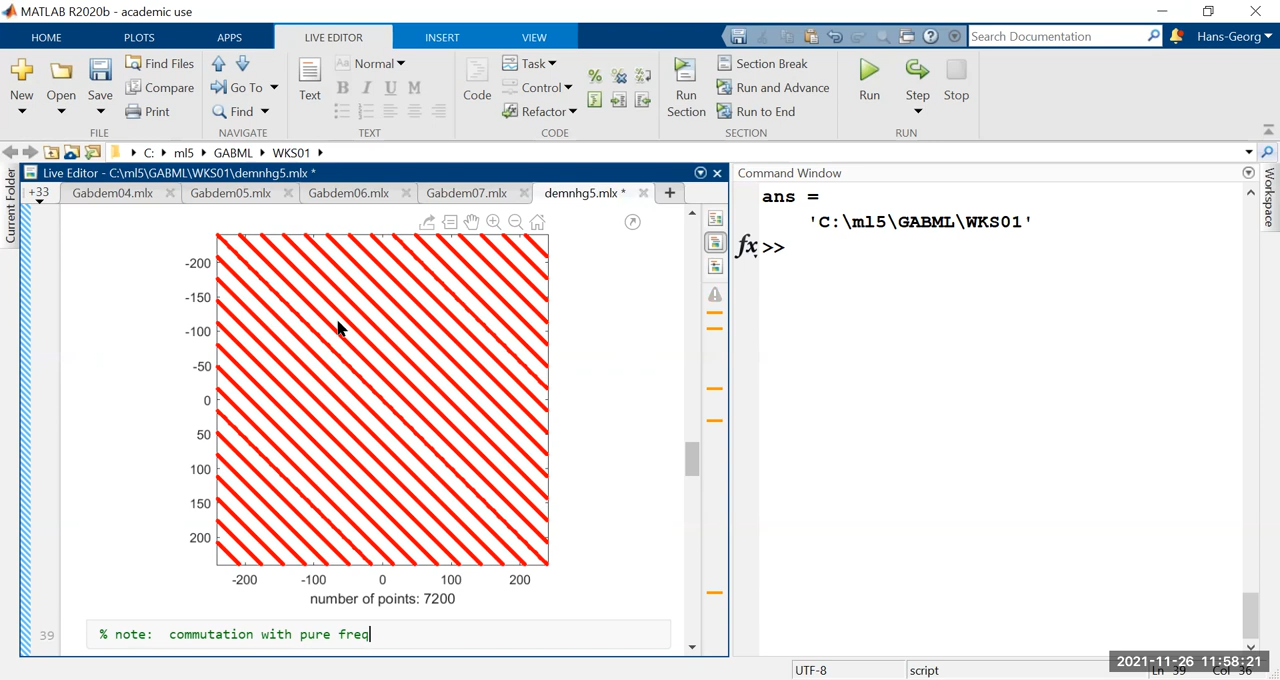 MATLAB R2020b - academic use
HOME PLOTS APPS LIVE EDITOR INSERT VIEW Search Documentation Hans-Georg
New Open Save Find Files Compare Print Go To Find Text Aa Normal B I U M Code Task Control Refactor Run Section Section Break Run and Advance Run to End Run Step Stop
FILE NAVIGATE TEXT CODE SECTION RUN
C: ml5 GABML WKS01
Current Folder
Live Editor - C:\ml5\GABML\WKS01\demnhg5.mlx *
+33 Gabdem04.mlx Gabdem05.mlx Gabdem06.mlx Gabdem07.mlx demnhg5.mlx * +
-200
-150
-100
-50
0
50
100
150
200
-200 -100 0 100 200
number of points: 7200
39 % note: commutation with pure freq
Command Window
Workspace
ans =
'C:\ml5\GABML\WKS01'
fx >>
UTF-8 script Ln 39 Col 36
2021-11-26 11:58:21